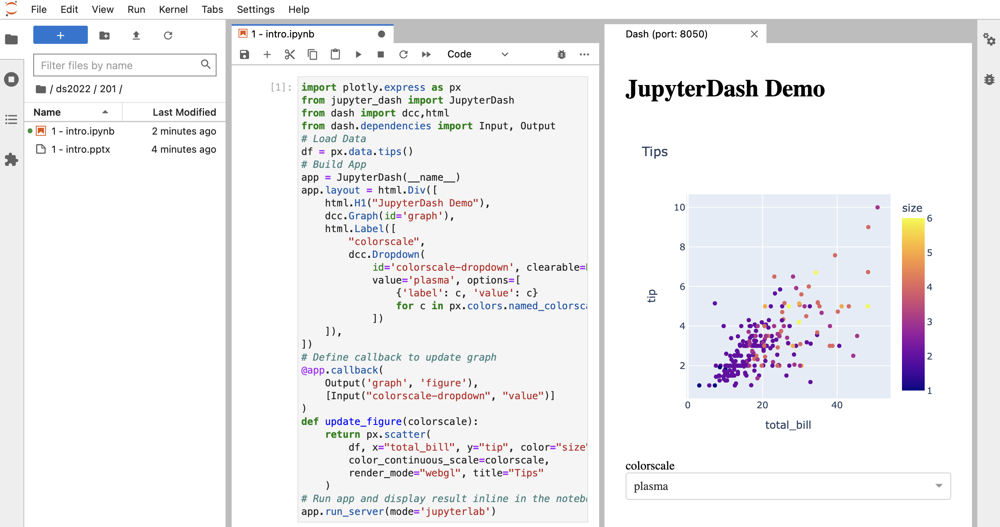 File Edit View Run Kernel Tabs Settings Help
+
Filter files by name
/ ds2022 / 201 /
Name Last Modified
1 - intro.ipynb 2 minutes ago
1 - intro.pptx 4 minutes ago
1 - intro.ipynb
Code
[1]:
import plotly.express as px
from jupyter_dash import JupyterDash
from dash import dcc,html
from dash.dependencies import Input, Output
# Load Data
df = px.data.tips()
# Build App
app = JupyterDash(__name__)
app.layout = html.Div([
    html.H1("JupyterDash Demo"),
    dcc.Graph(id='graph'),
    html.Label([
        "colorscale",
        dcc.Dropdown(
            id='colorscale-dropdown', clearable=
            value='plasma', options=[
                {'label': c, 'value': c}
                for c in px.colors.named_colorsc
            ])
    ]),
])
# Define callback to update graph
@app.callback(
    Output('graph', 'figure'),
    [Input("colorscale-dropdown", "value")]
)
def update_figure(colorscale):
    return px.scatter(
        df, x="total_bill", y="tip", color="size"
        color_continuous_scale=colorscale,
        render_mode="webgl", title="Tips"
    )
# Run app and display result inline in the noteb
app.run_server(mode='jupyterlab')
Dash (port: 8050)
JupyterDash Demo
Tips
10
8
6
4
2
tip
0 20 40
total_bill
size
6
5
4
3
2
1
colorscale
plasma